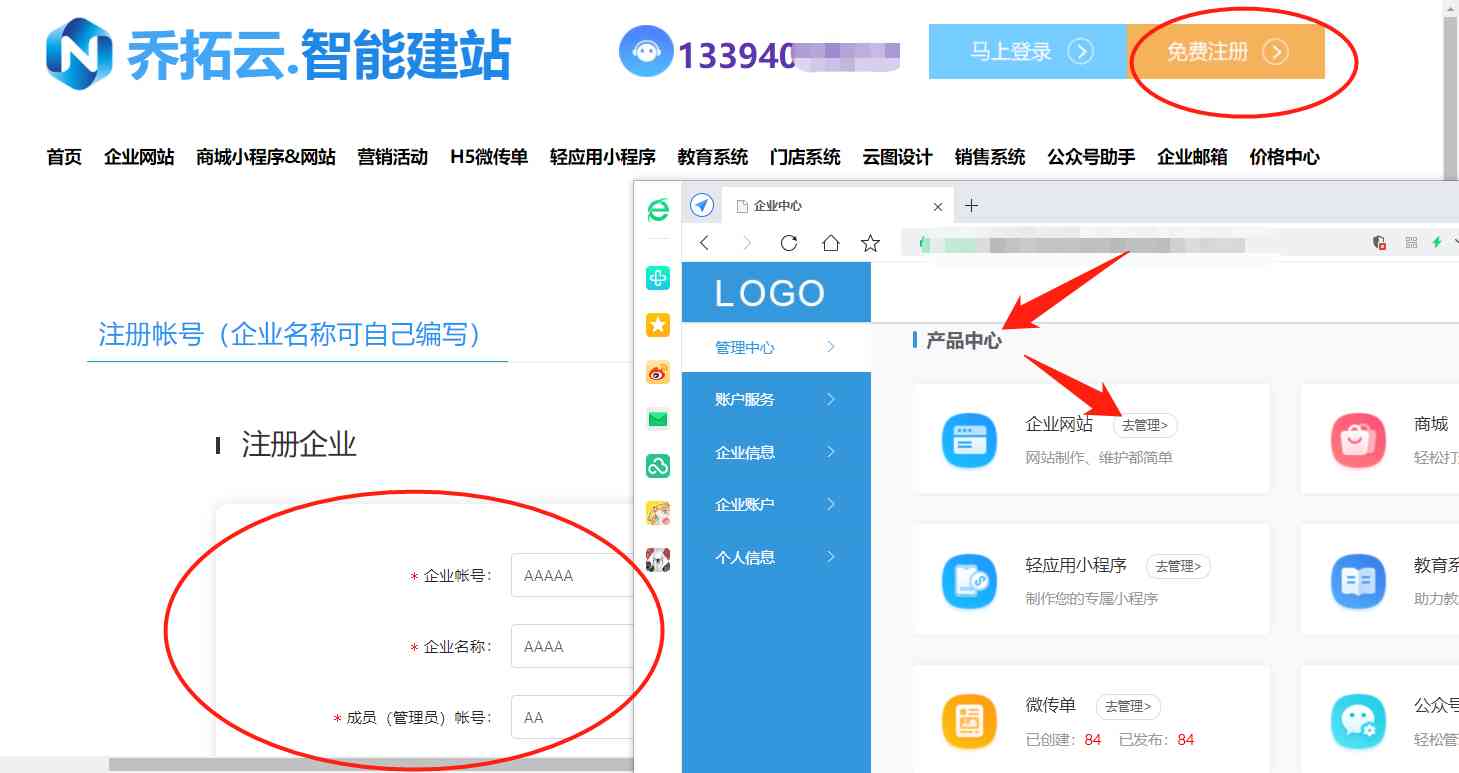 乔拓云.智能建站
133940
马上登录
免费注册
首页 企业网站 商城小程序&网站 营销活动 H5微传单 轻应用小程序 教育系统 门店系统 云图设计 销售系统 公众号助手 企业邮箱 价格中心
注册帐号（企业名称可自己编写）
注册企业
* 企业帐号： AAAAA
* 企业名称： AAAA
* 成员（管理员）帐号： AA
企业中心
LOGO
管理中心
账户服务
企业信息
企业账户
个人信息
产品中心
企业网站 去管理>
网站制作、维护都简单
商城
轻松打
轻应用小程序 去管理>
制作您的专属小程序
教育系
助力教
微传单 去管理>
已创建：84 已发布：84
公众号
轻松管